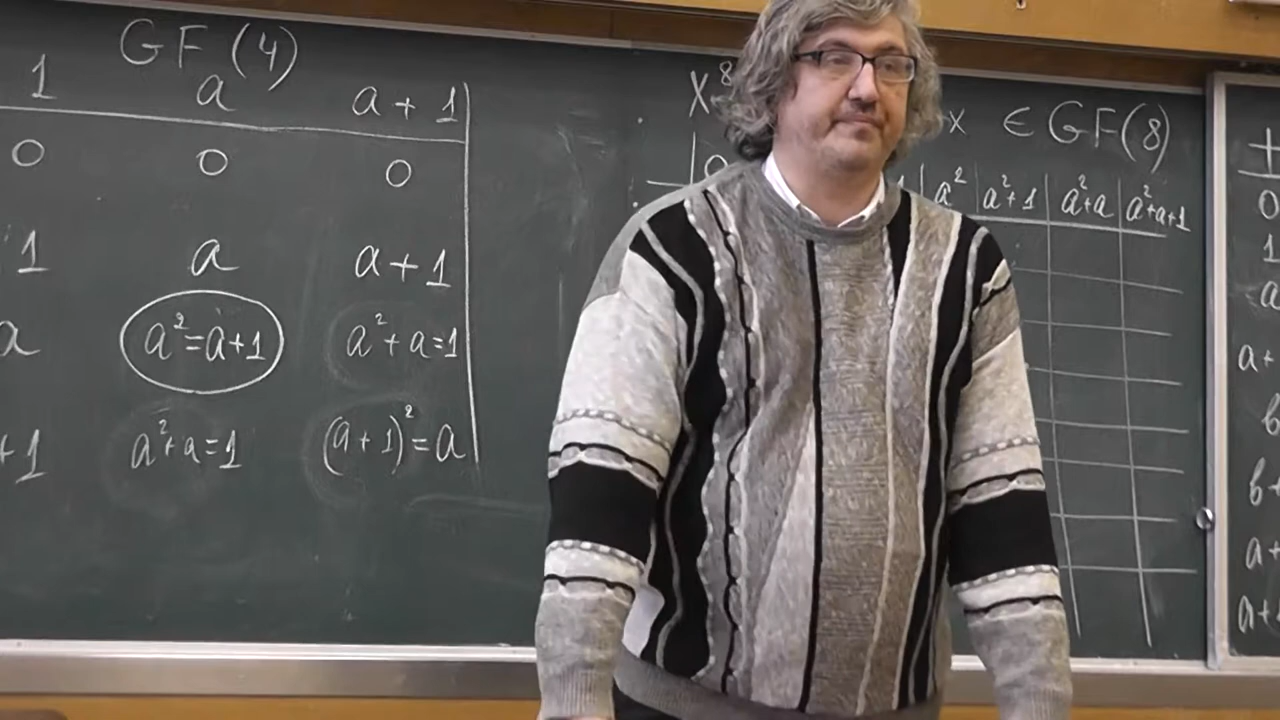 GF(4)
1 a a+1
0 0 0
1 a a+1
a a²=a+1 a²+a=1
+1 a²+a=1 (a+1)²=a
x⁸
x ∈ GF(8)
0 a² a²+1 a²+a a²+a+1
+
0
1
a
a+
b
b+
a+
a+